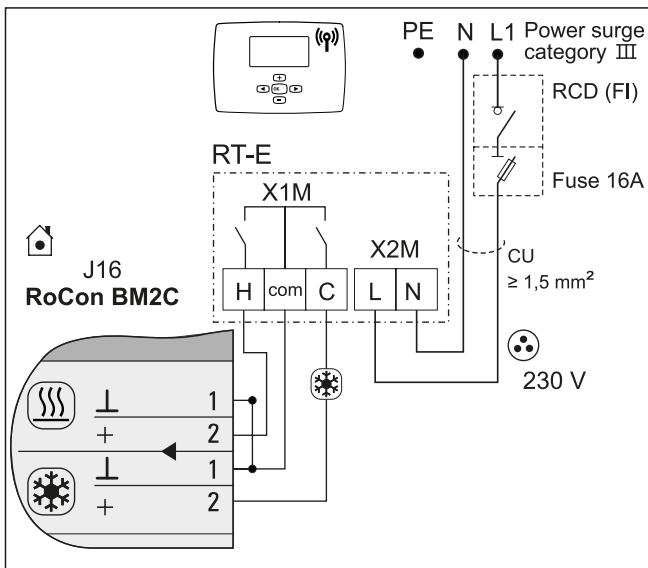 PE N L1 Power surge
category III
OK
RCD (FI)
RT-E
X1M
Fuse 16A
X2M
J16
RoCon BM2C
H com C L N
CU
≥ 1,5 mm²
230 V
1
+ 2
1
+ 2